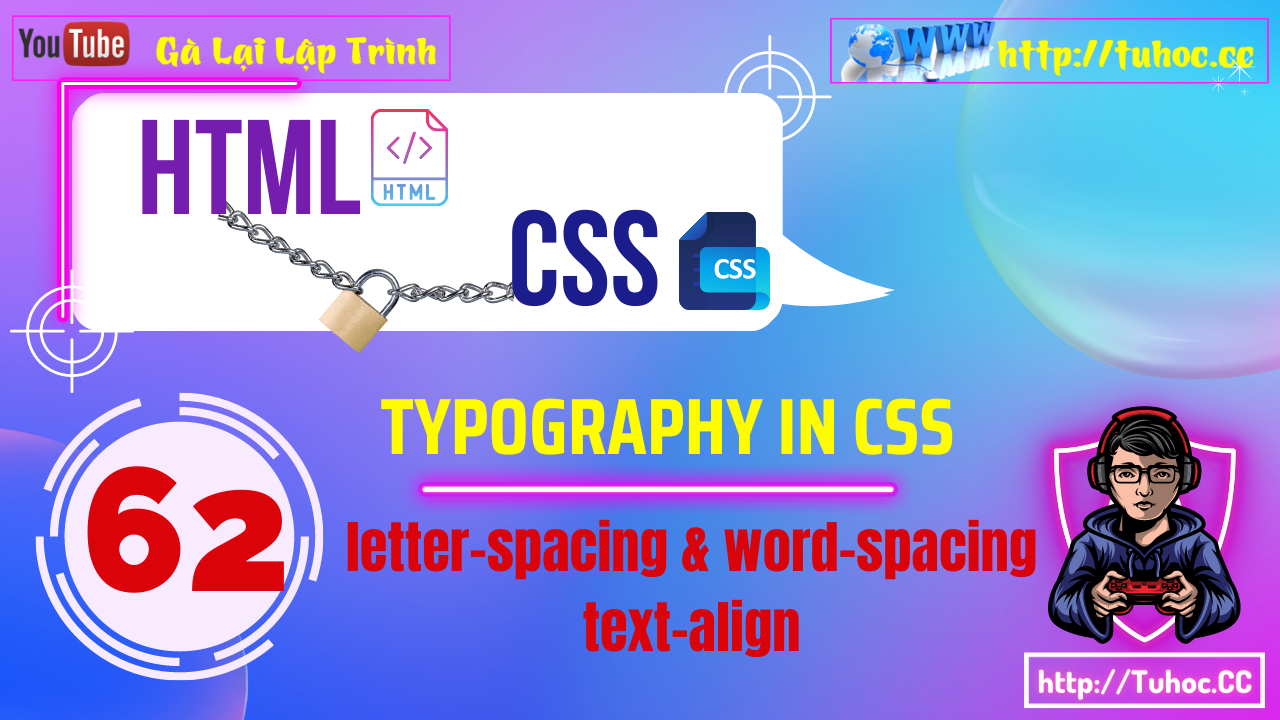 YouTube
Gà Lại Lập Trình
WWW
http://tuhoc.cc
HTML
</>
HTML
CSS
CSS
62
TYPOGRAPHY IN CSS
letter-spacing & word-spacing
text-align
http://Tuhoc.CC